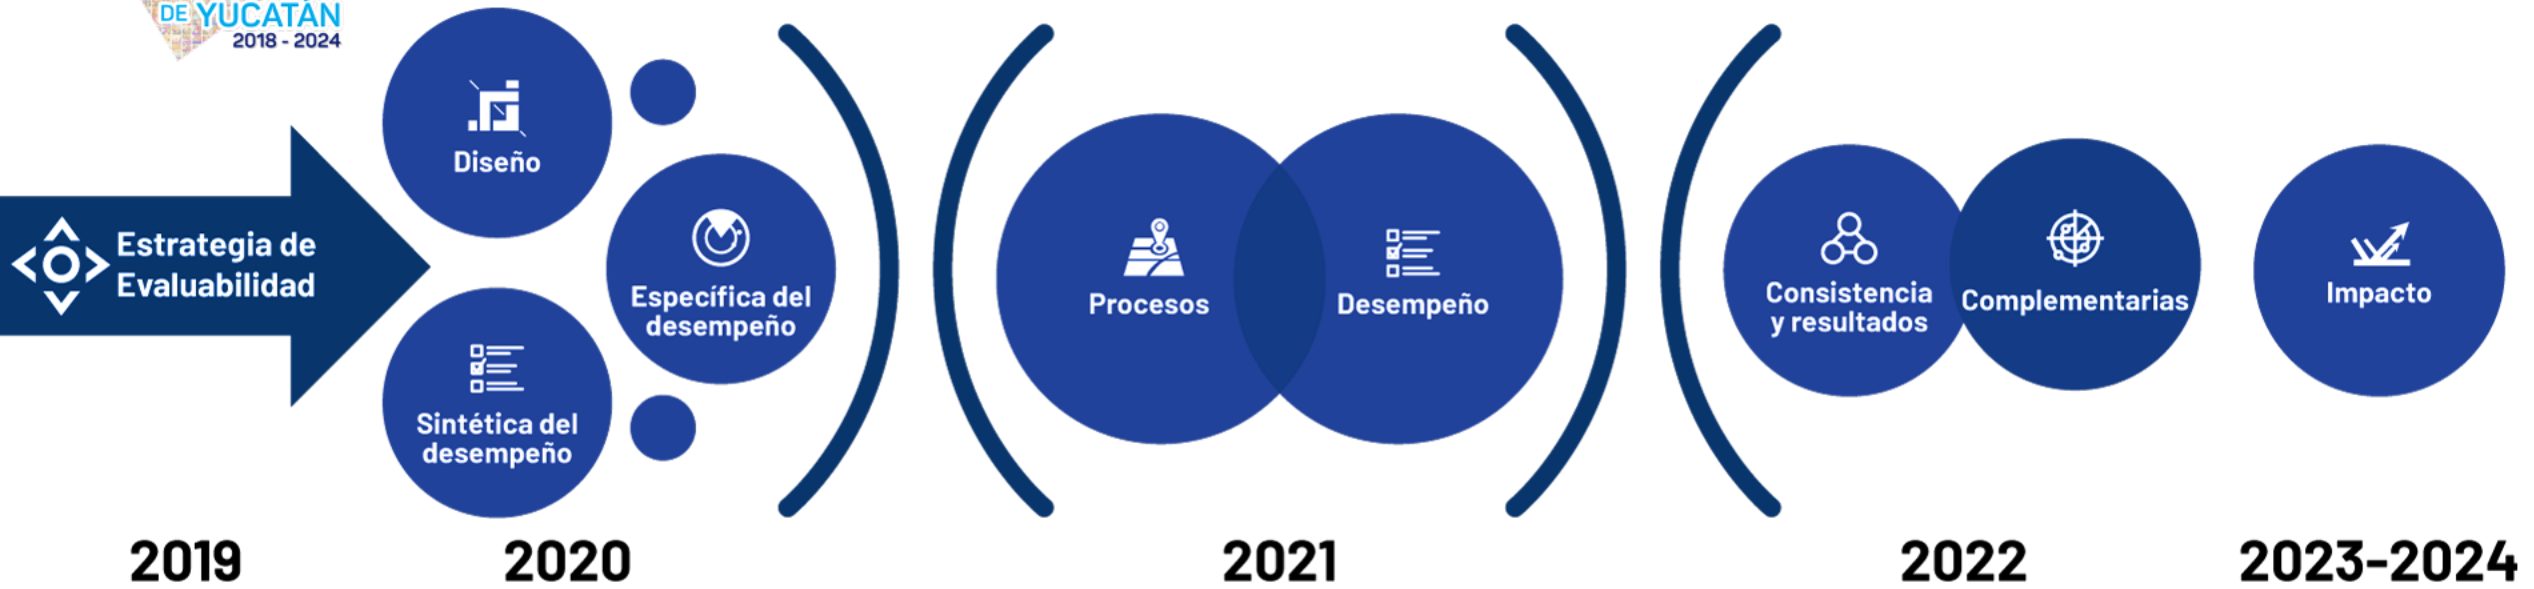 DE YUCATÁN
2018 - 2024
Estrategia de
Evaluabilidad
Diseño
Específica del
desempeño
Sintética del
desempeño
Procesos
Desempeño
Consistencia
y resultados
Complementarias
Impacto
2019
2020
2021
2022
2023-2024